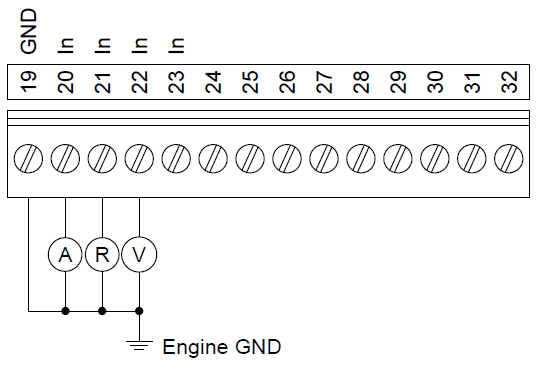 GND In In In In
19 20 21 22 23 24 25 26 27 28 29 30 31 32
A R V
Engine GND